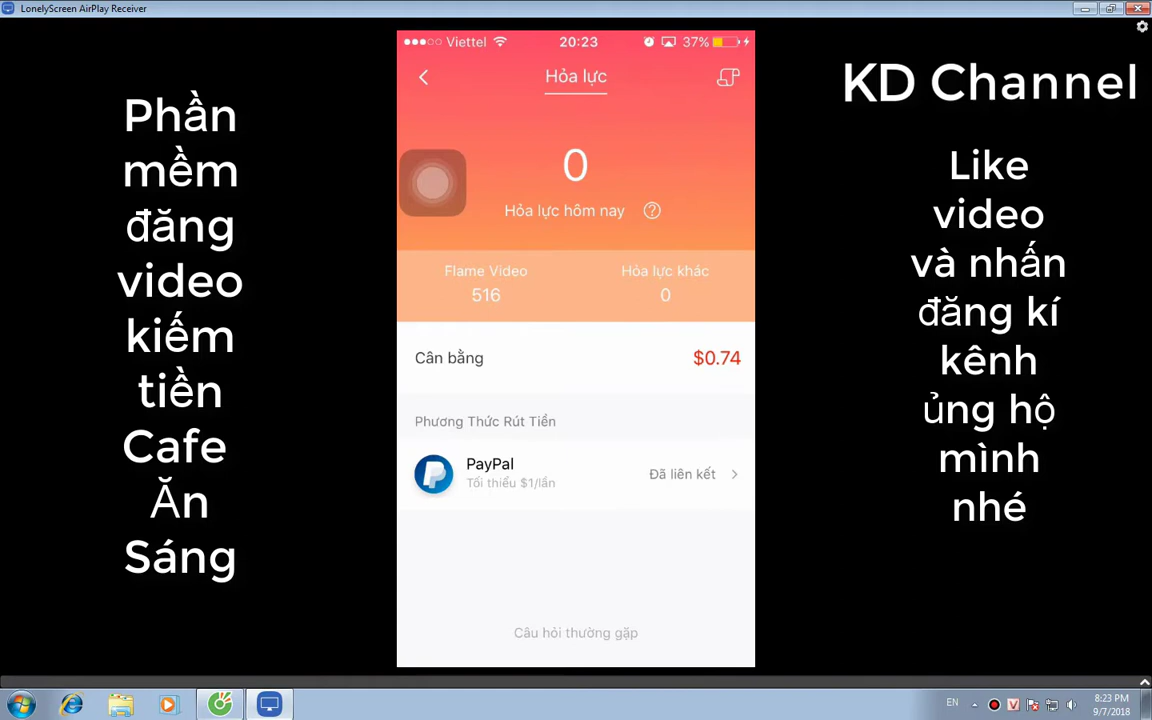 LonelyScreen AirPlay Receiver
Phần
mềm
đăng
video
kiếm
tiền
Cafe
Ăn
Sáng
Viettel 20:23 37%
Hỏa lực
0
Hỏa lực hôm nay ?
Flame Video Hỏa lực khác
516 0
Cân bằng $0.74
Phương Thức Rút Tiền
PayPal
Tối thiểu $1/lần
Đã liên kết
Câu hỏi thường gặp
KD Channel
Like
video
và nhấn
đăng kí
kênh
ủng hộ
mình
nhé
EN
8:23 PM
9/7/2018